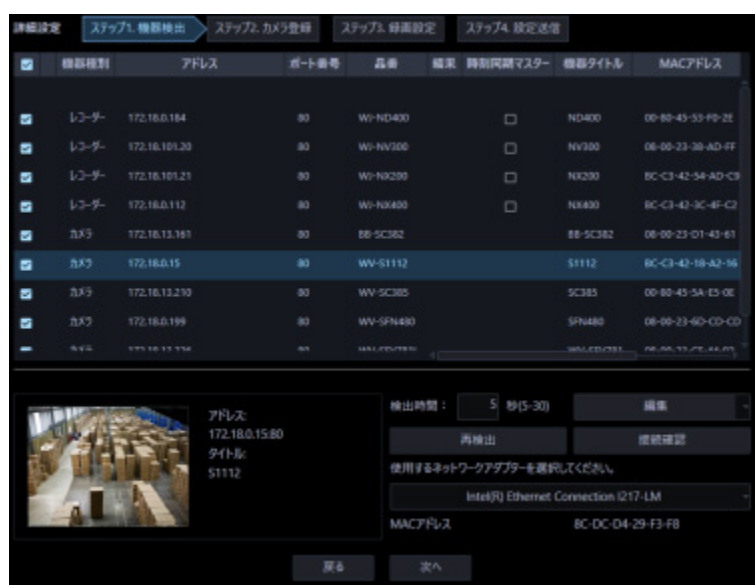 詳細設定 ステップ1. 機器検出 ステップ2. カメラ登録 ステップ3. 録画設定 ステップ4. 設定送信
機器種別 アドレス ポート番号 品番 結果 時刻同期マスター 機器タイトル MACアドレス
レコーダー 172.18.0.184 80 WJ-ND400 ND400 00-80-45-53-F0-2E
レコーダー 172.18.101.20 80 WJ-NV300 NV300 08-00-23-38-AD-FF
レコーダー 172.18.101.21 80 WJ-NX200 NX200 BC-C3-42-54-AD-C9
レコーダー 172.18.0.112 80 WJ-NX400 NX400 BC-C3-42-3C-4F-C2
カメラ 172.18.13.161 80 BB-SC382 BB-SC382 08-00-23-D1-43-61
カメラ 172.18.0.15 80 WV-S1112 S1112 BC-C3-42-18-A2-16
カメラ 172.18.13.210 80 WV-SC385 SC385 00-80-45-5A-E5-0E
カメラ 172.18.0.199 80 WV-SFN480 SFN480 08-00-23-6D-CD-CD
カメラ
アドレス:
172.18.0.15:80
タイトル:
S1112
検出時間： 5 秒(5-30) 編集
再検出 接続確認
使用するネットワークアダプターを選択してください。
Intel(R) Ethernet Connection I217-LM
MACアドレス 8C-DC-D4-29-F3-F8
戻る 次へ